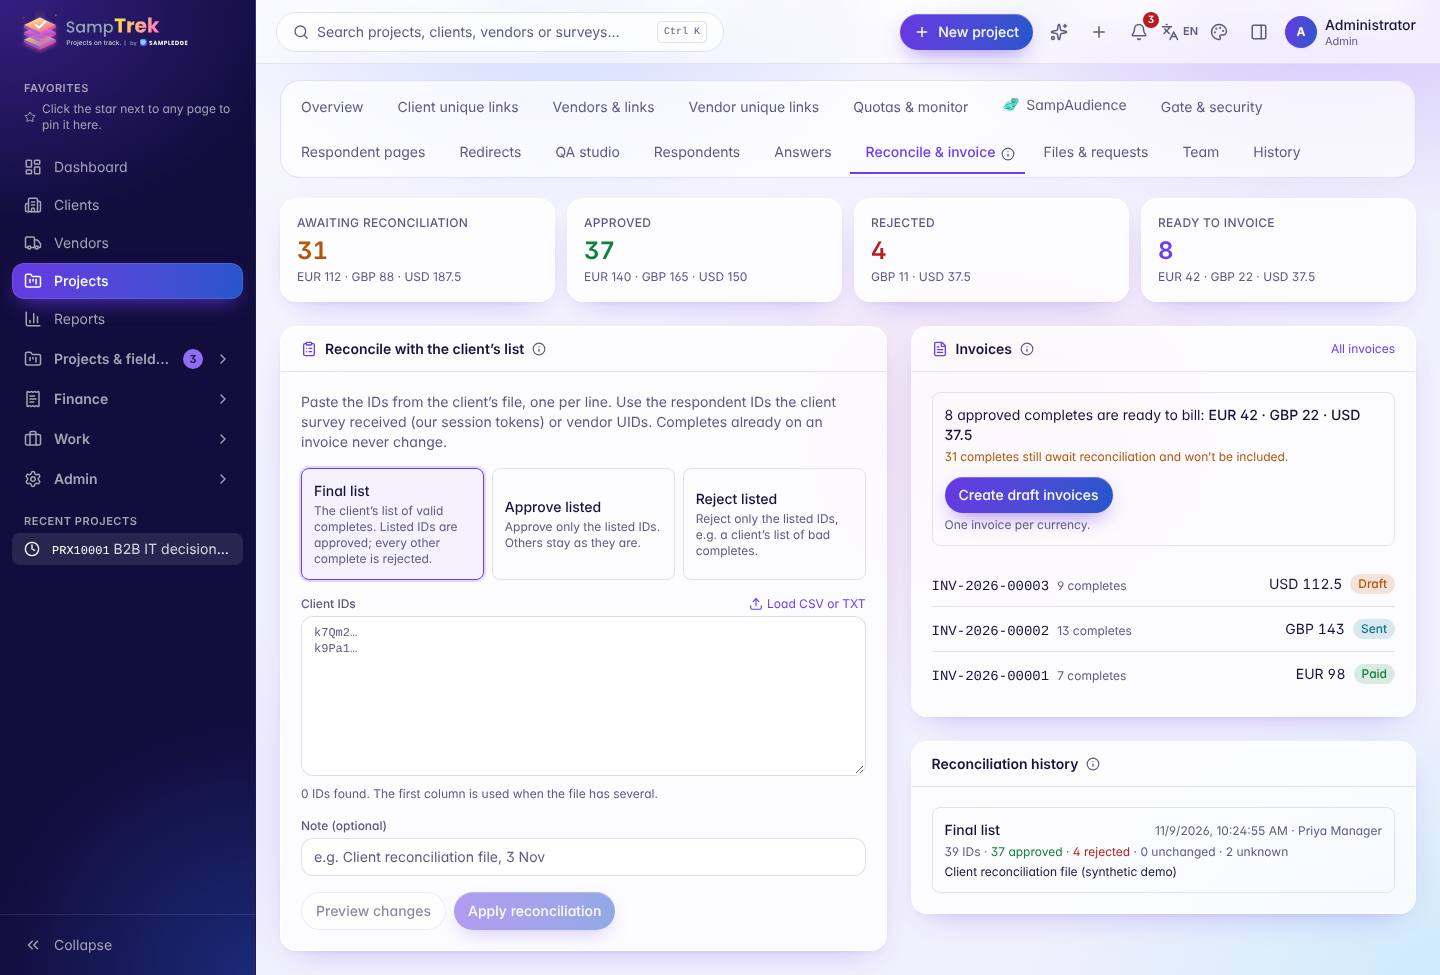 SampTrek
Projects on track. | by SAMPLEDGE
Search projects, clients, vendors or surveys...
Ctrl K
New project
3
EN
A
Administrator
Admin
FAVORITES
Click the star next to any page to
pin it here.
Dashboard
Clients
Vendors
Projects
Reports
Projects & field...
3
Finance
Work
Admin
RECENT PROJECTS
PRX10001 B2B IT decision...
Collapse
Overview
Client unique links
Vendors & links
Vendor unique links
Quotas & monitor
SampAudience
Gate & security
Respondent pages
Redirects
QA studio
Respondents
Answers
Reconcile & invoice
Files & requests
Team
History
AWAITING RECONCILIATION
31
EUR 112 · GBP 88 · USD 187.5
APPROVED
37
EUR 140 · GBP 165 · USD 150
REJECTED
4
GBP 11 · USD 37.5
READY TO INVOICE
8
EUR 42 · GBP 22 · USD 37.5
Reconcile with the client's list
Paste the IDs from the client's file, one per line. Use the respondent IDs the client
survey received (our session tokens) or vendor UIDs. Completes already on an
invoice never change.
Final list
The client's list of valid
completes. Listed IDs are
approved; every other
complete is rejected.
Approve listed
Approve only the listed IDs.
Others stay as they are.
Reject listed
Reject only the listed IDs,
e.g. a client's list of bad
completes.
Client IDs
Load CSV or TXT
k7Qm2…
k9Pa1…
0 IDs found. The first column is used when the file has several.
Note (optional)
e.g. Client reconciliation file, 3 Nov
Preview changes
Apply reconciliation
Invoices
All invoices
8 approved completes are ready to bill: EUR 42 · GBP 22 · USD
37.5
31 completes still await reconciliation and won't be included.
Create draft invoices
One invoice per currency.
INV-2026-00003 9 completes USD 112.5 Draft
INV-2026-00002 13 completes GBP 143 Sent
INV-2026-00001 7 completes EUR 98 Paid
Reconciliation history
Final list
11/9/2026, 10:24:55 AM · Priya Manager
39 IDs · 37 approved · 4 rejected · 0 unchanged · 2 unknown
Client reconciliation file (synthetic demo)